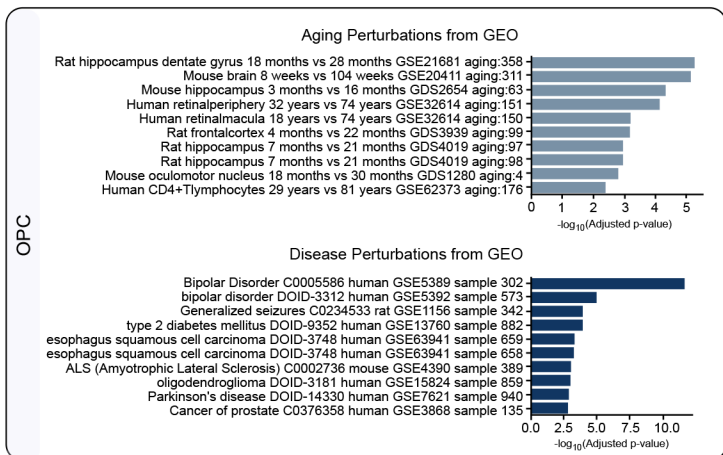 OPC
Aging Perturbations from GEO
Rat hippocampus dentate gyrus 18 months vs 28 months GSE21681 aging:358
Mouse brain 8 weeks vs 104 weeks GSE20411 aging:311
Mouse hippocampus 3 months vs 16 months GDS2654 aging:63
Human retinalperiphery 32 years vs 74 years GSE32614 aging:151
Human retinalmacula 18 years vs 74 years GSE32614 aging:150
Rat frontalcortex 4 months vs 22 months GDS3939 aging:99
Rat hippocampus 7 months vs 21 months GDS4019 aging:97
Rat hippocampus 7 months vs 21 months GDS4019 aging:98
Mouse oculomotor nucleus 18 months vs 30 months GDS1280 aging:4
Human CD4+Tlymphocytes 29 years vs 81 years GSE62373 aging:176
0 1 2 3 4 5
-log10(Adjusted p-value)
Disease Perturbations from GEO
Bipolar Disorder C0005586 human GSE5389 sample 302
bipolar disorder DOID-3312 human GSE5392 sample 573
Generalized seizures C0234533 rat GSE1156 sample 342
type 2 diabetes mellitus DOID-9352 human GSE13760 sample 882
esophagus squamous cell carcinoma DOID-3748 human GSE63941 sample 659
esophagus squamous cell carcinoma DOID-3748 human GSE63941 sample 658
ALS (Amyotrophic Lateral Sclerosis) C0002736 mouse GSE4390 sample 389
oligodendroglioma DOID-3181 human GSE15824 sample 859
Parkinson's disease DOID-14330 human GSE7621 sample 940
Cancer of prostate C0376358 human GSE3868 sample 135
0.0 2.5 5.0 7.5 10.0
-log10(Adjusted p-value)